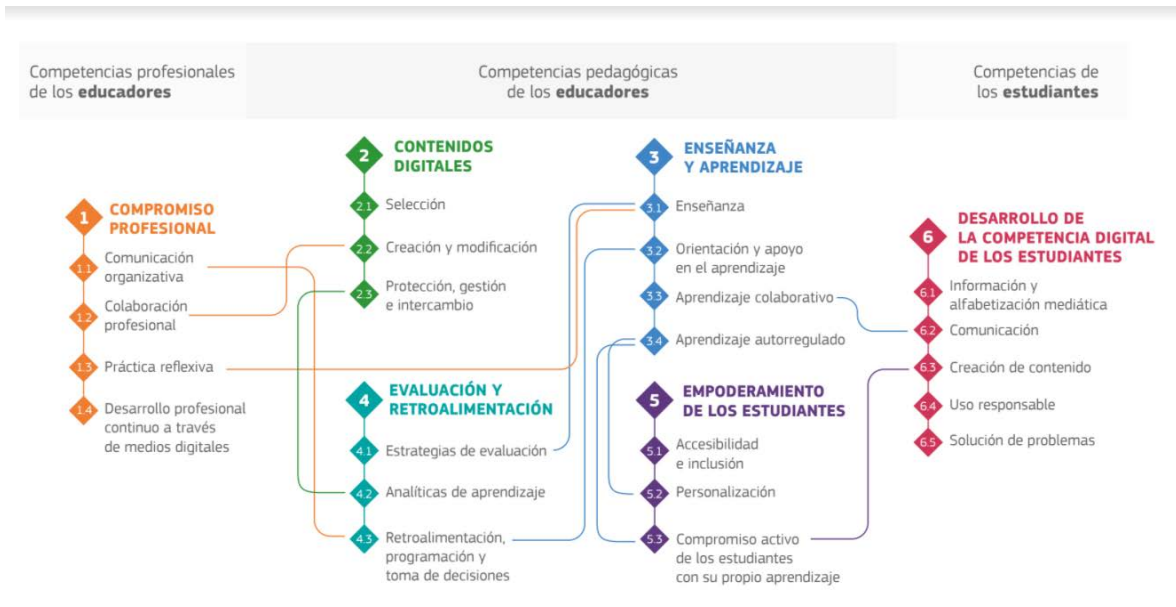 Competencias profesionales
de los educadores
Competencias pedagógicas
de los educadores
Competencias de
los estudiantes
1
COMPROMISO
PROFESIONAL
1.1
Comunicación
organizativa
1.2
Colaboración
profesional
1.3
Práctica reflexiva
1.4
Desarrollo profesional
continuo a través
de medios digitales
2
CONTENIDOS
DIGITALES
2.1
Selección
2.2
Creación y modificación
2.3
Protección, gestión
e intercambio
3
ENSEÑANZA
Y APRENDIZAJE
3.1
Enseñanza
3.2
Orientación y apoyo
en el aprendizaje
3.3
Aprendizaje colaborativo
3.4
Aprendizaje autorregulado
4
EVALUACIÓN Y
RETROALIMENTACIÓN
4.1
Estrategias de evaluación
4.2
Analíticas de aprendizaje
4.3
Retroalimentación,
programación y
toma de decisiones
5
EMPODERAMIENTO
DE LOS ESTUDIANTES
5.1
Accesibilidad
e inclusión
5.2
Personalización
5.3
Compromiso activo
de los estudiantes
con su propio aprendizaje
6
DESARROLLO DE
LA COMPETENCIA DIGITAL
DE LOS ESTUDIANTES
6.1
Información y
alfabetización mediática
6.2
Comunicación
6.3
Creación de contenido
6.4
Uso responsable
6.5
Solución de problemas